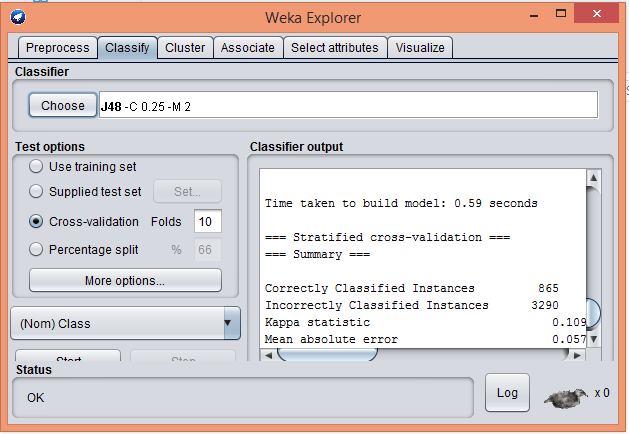 Weka Explorer
Preprocess Classify Cluster Associate Select attributes Visualize
Classifier
Choose J48 -C 0.25 -M 2
Test options
Use training set
Supplied test set Set...
Cross-validation Folds 10
Percentage split % 66
More options...
(Nom) Class
Start Stop
Classifier output
Time taken to build model: 0.59 seconds
=== Stratified cross-validation ===
=== Summary ===
Correctly Classified Instances 865
Incorrectly Classified Instances 3290
Kappa statistic 0.109
Mean absolute error 0.057
Status
OK
Log
x 0